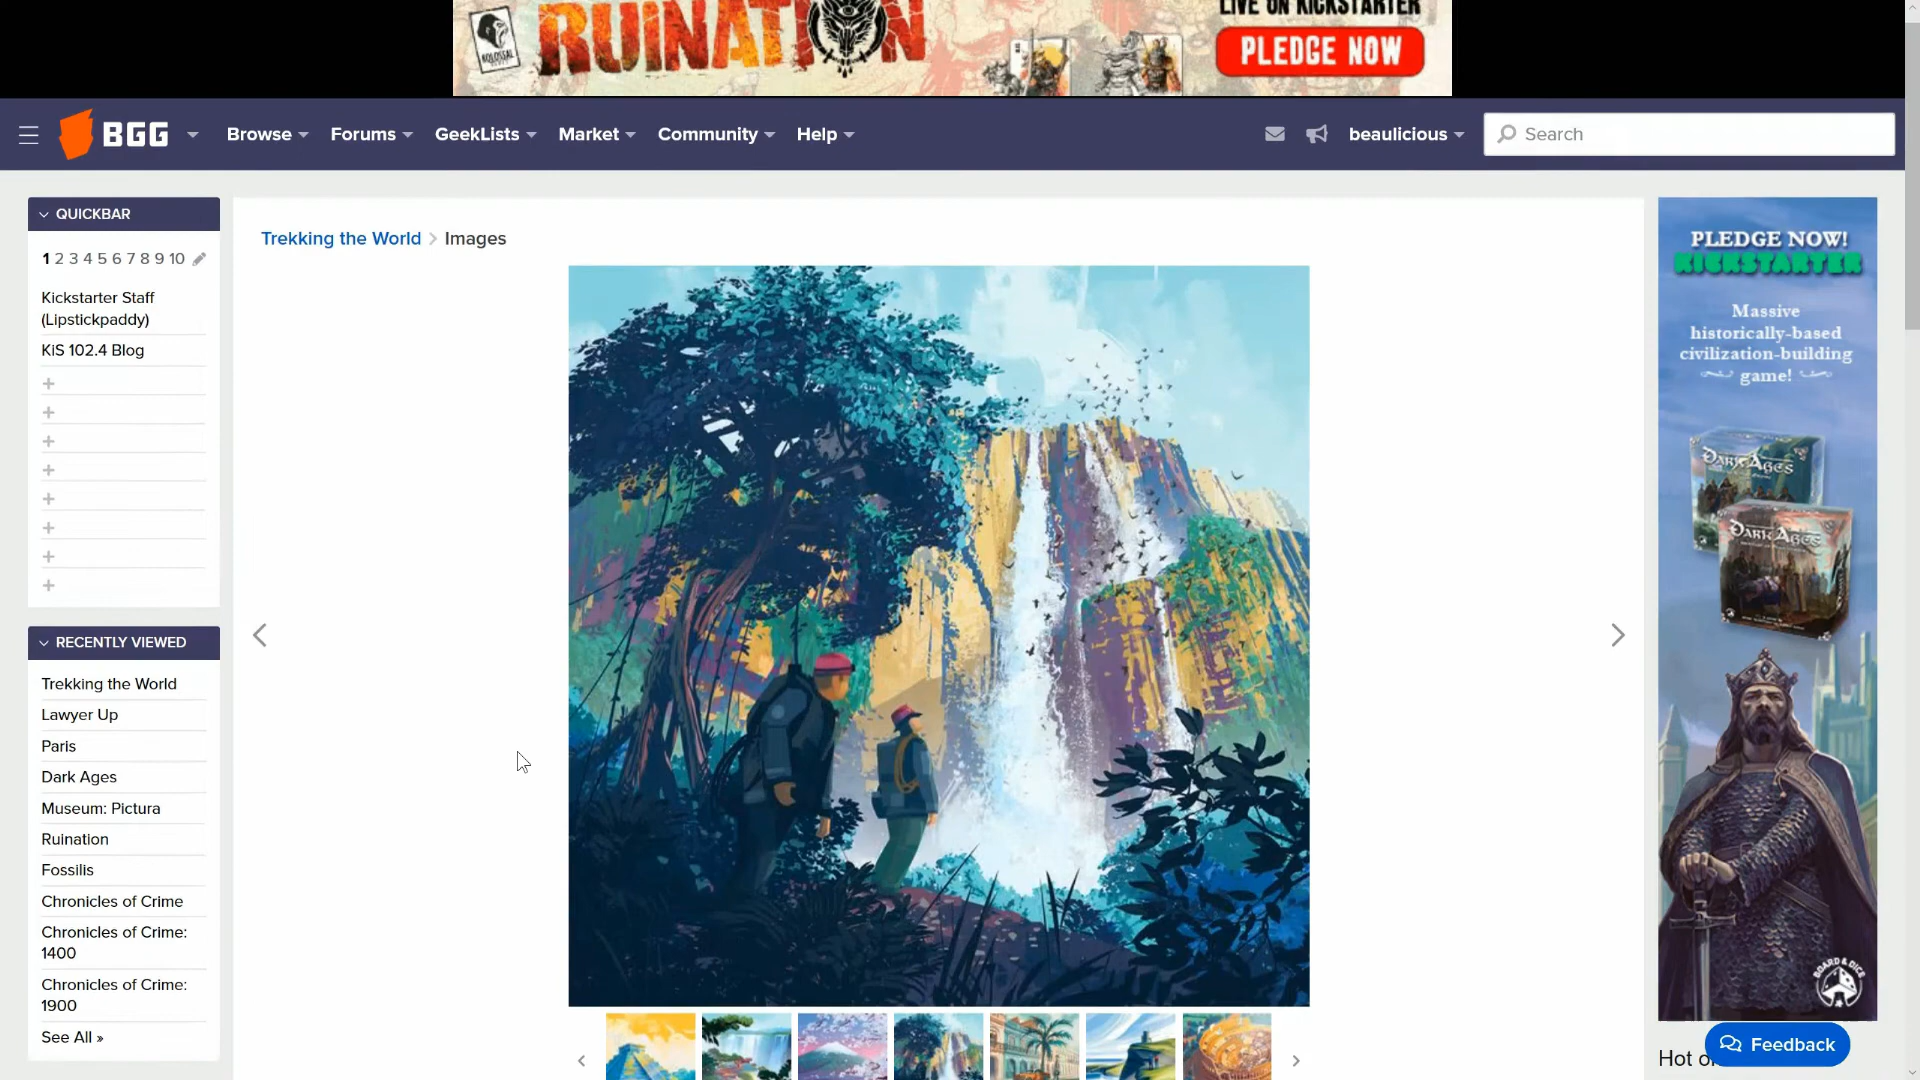 KOLOSSAL
RUINATION
LIVE ON KICKSTARTER
PLEDGE NOW
BGG
Browse
Forums
GeekLists
Market
Community
Help
beaulicious
Search
QUICKBAR
1 2 3 4 5 6 7 8 9 10
Kickstarter Staff
(Lipstickpaddy)
KiS 102.4 Blog
+
+
+
+
+
+
+
+
RECENTLY VIEWED
Trekking the World
Lawyer Up
Paris
Dark Ages
Museum: Pictura
Ruination
Fossilis
Chronicles of Crime
Chronicles of Crime:
1400
Chronicles of Crime:
1900
See All »
Trekking the World > Images
PLEDGE NOW!
KICKSTARTER
Massive
historically-based
civilization-building
game!
DARK AGES
DARK AGES
BOARD & DICE
Feedback
Hot